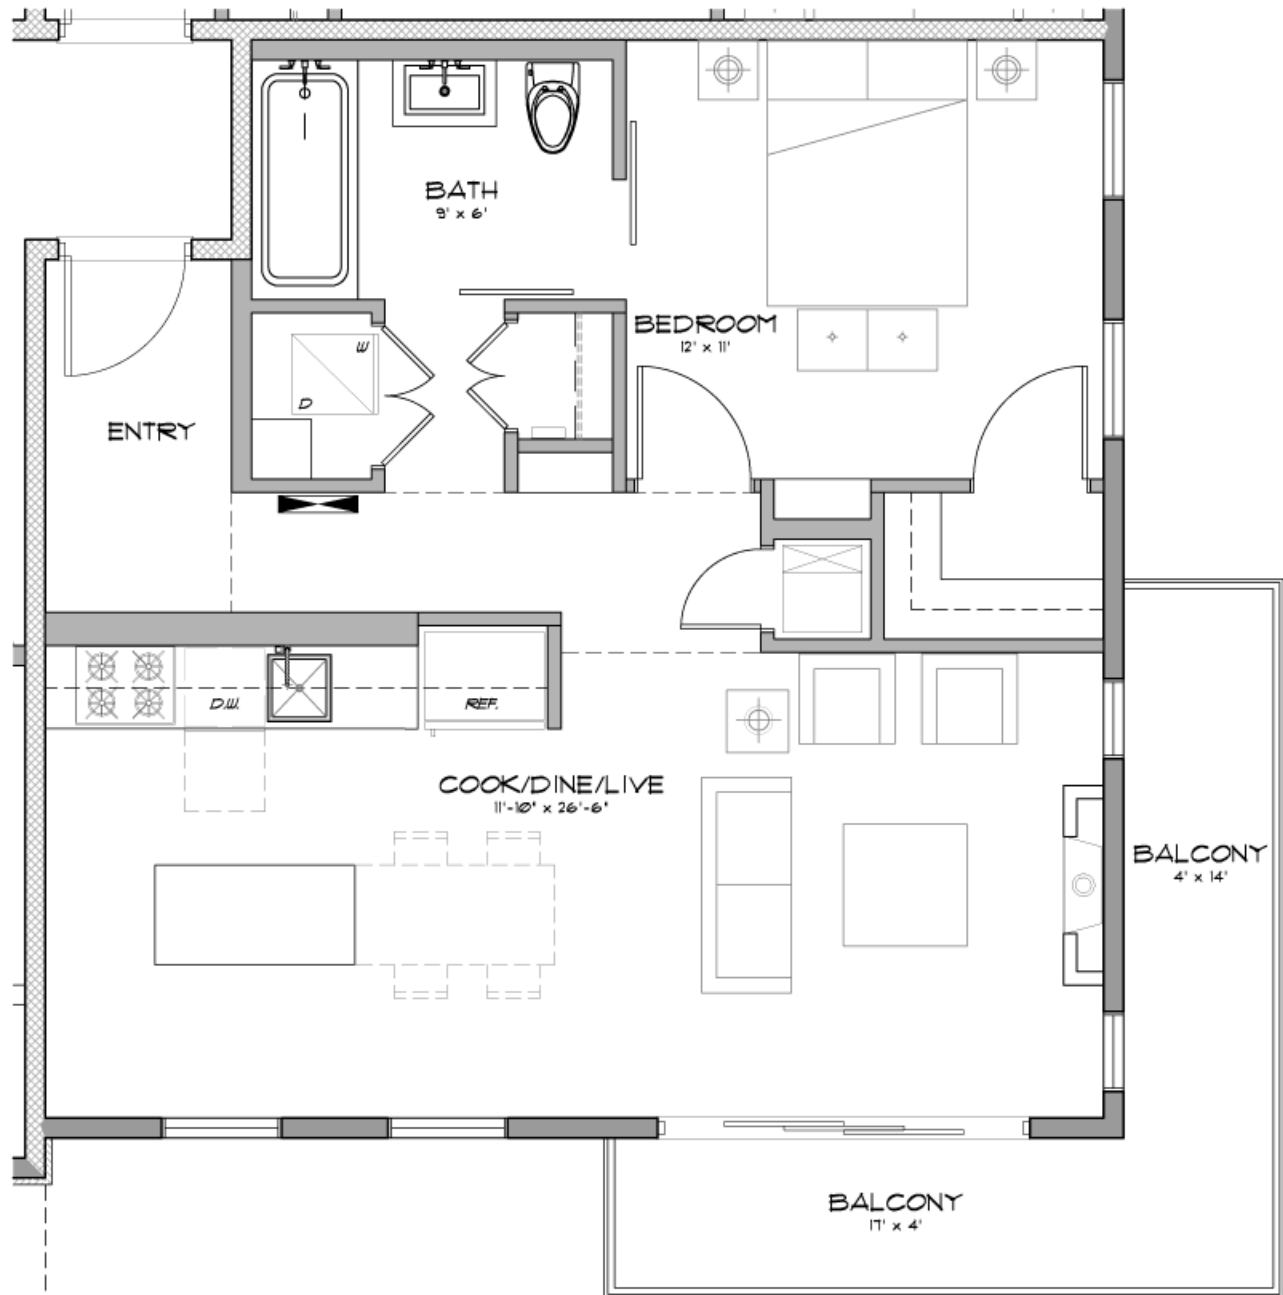 BATH
9' x 6'
BEDROOM
12' x 11'
W
D
ENTRY
D.W.
REF.
COOK/DINE/LIVE
11'-10" x 26'-6"
BALCONY
4' x 14'
BALCONY
17' x 4'